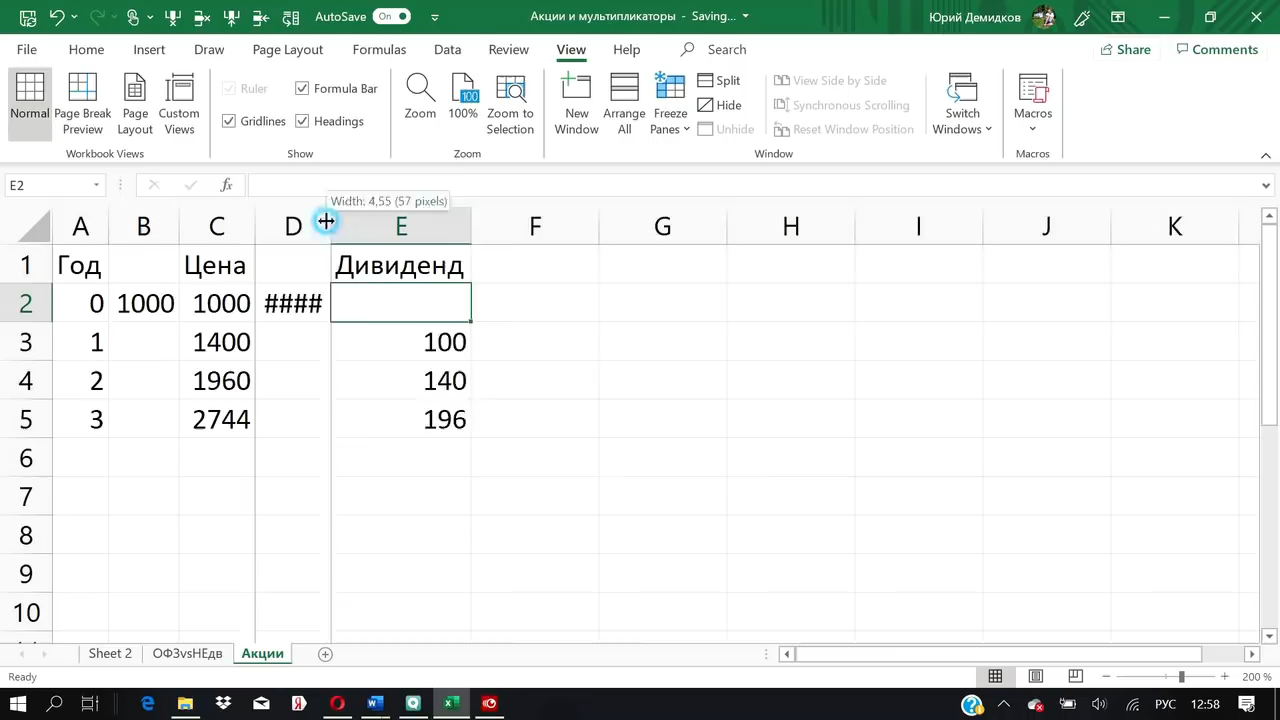 AutoSave On Акции и мультипликаторы - Saving... Юрий Демидков
File Home Insert Draw Page Layout Formulas Data Review View Help Search Share Comments
Normal Page Break Preview Page Layout Custom Views
Workbook Views
Ruler Formula Bar
Gridlines Headings
Show
Zoom 100% Zoom to Selection
Zoom
New Window Arrange All Freeze Panes
Split
Hide
Unhide
View Side by Side
Synchronous Scrolling
Reset Window Position
Switch Windows
Window
Macros
Macros
E2 fx
Width: 4,55 (57 pixels)
A B C D E F G H I J K
1 Год Цена Дивиденд
2 0 1000 1000 ####
3 1 1400 100
4 2 1960 140
5 3 2744 196
6
7
8
9
10
Sheet 2 ОФЗvsНЕдв Акции
Ready 200 %
РУС 12:58